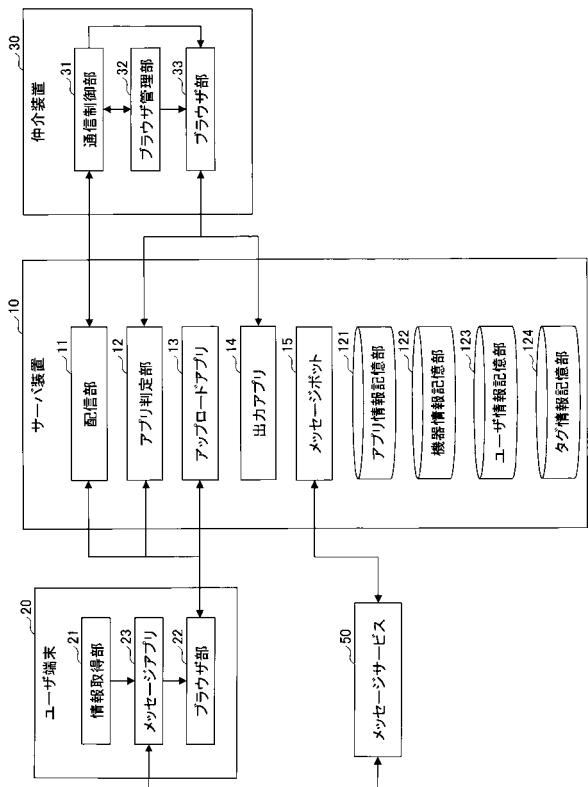 20
ユーザ端末
21
情報取得部
23
メッセージアプリ
22
ブラウザ部
50
メッセージサービス
10
サーバ装置
11
配信部
12
アプリ判定部
13
アップロードアプリ
14
出力アプリ
15
メッセージボット
121
アプリ情報記憶部
122
機器情報記憶部
123
ユーザ情報記憶部
124
タグ情報記憶部
30
仲介装置
31
通信制御部
32
ブラウザ管理部
33
ブラウザ部